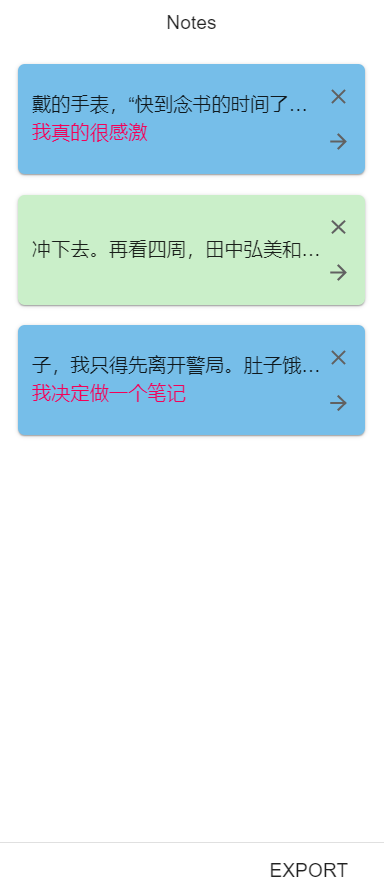 Notes
戴的手表，“快到念书的时间了…
我真的很感激
冲下去。再看四周，田中弘美和…
子，我只得先离开警局。肚子饿…
我决定做一个笔记
EXPORT